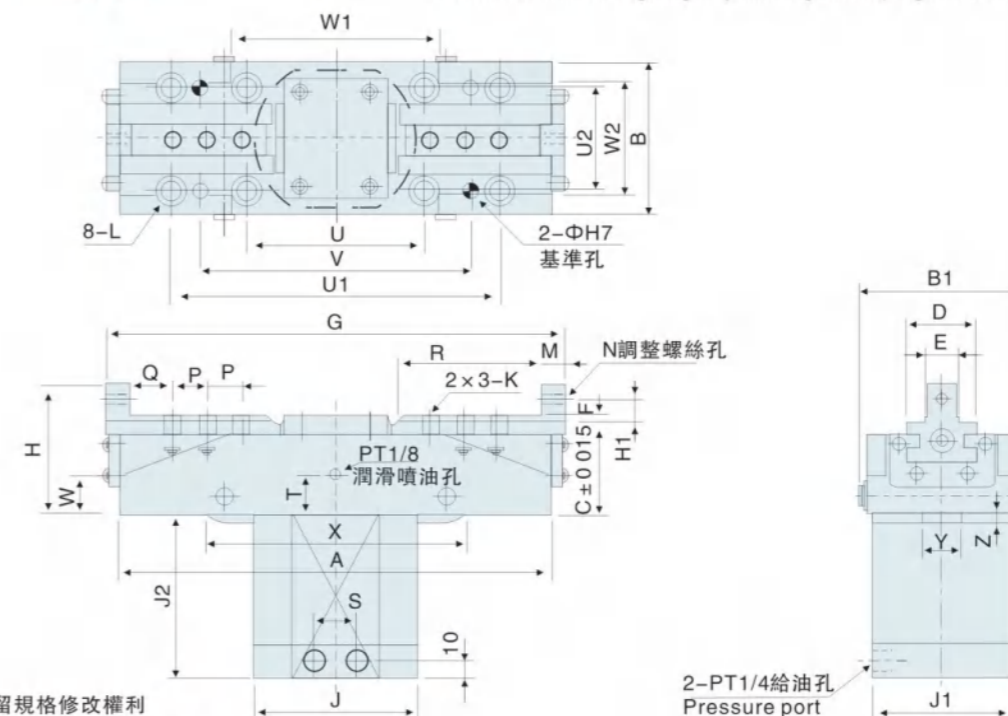 W1
U2
W2
B
8-L
U
V
U1
2-ΦH7
基準孔
G
R
M
N調整螺絲孔
Q
P
P
2×3-K
F
H
H1
W
PT1/8
潤滑噴油孔
T
C±0 015
X
A
J2
S
10
J
B1
D
E
Y
Z
2-PT1/4給油孔
Pressure port
J1
留規格修改權利